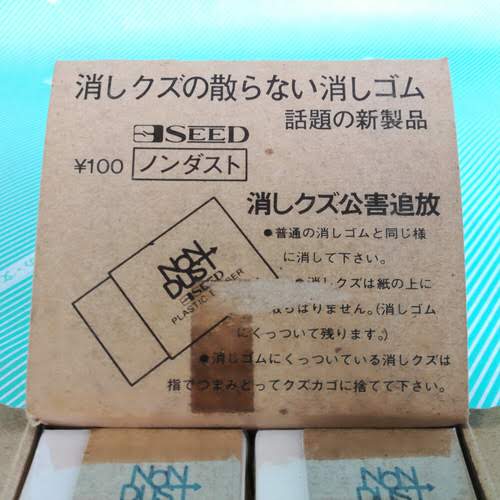 消しクズの散らない消しゴム
話題の新製品
SEED
¥100 ノンダスト
消しクズ公害追放
●普通の消しゴムと同じ様
に消して下さい。
●消しクズは紙の上に
らばりません。(消しゴム
にくっついて残ります。)
●消しゴムにくっついている消しクズは
指でつまみとってクズカゴに捨てて下さい。
NON
DUST
SEED
PLASTIC
NON
DUST
NON
DUST